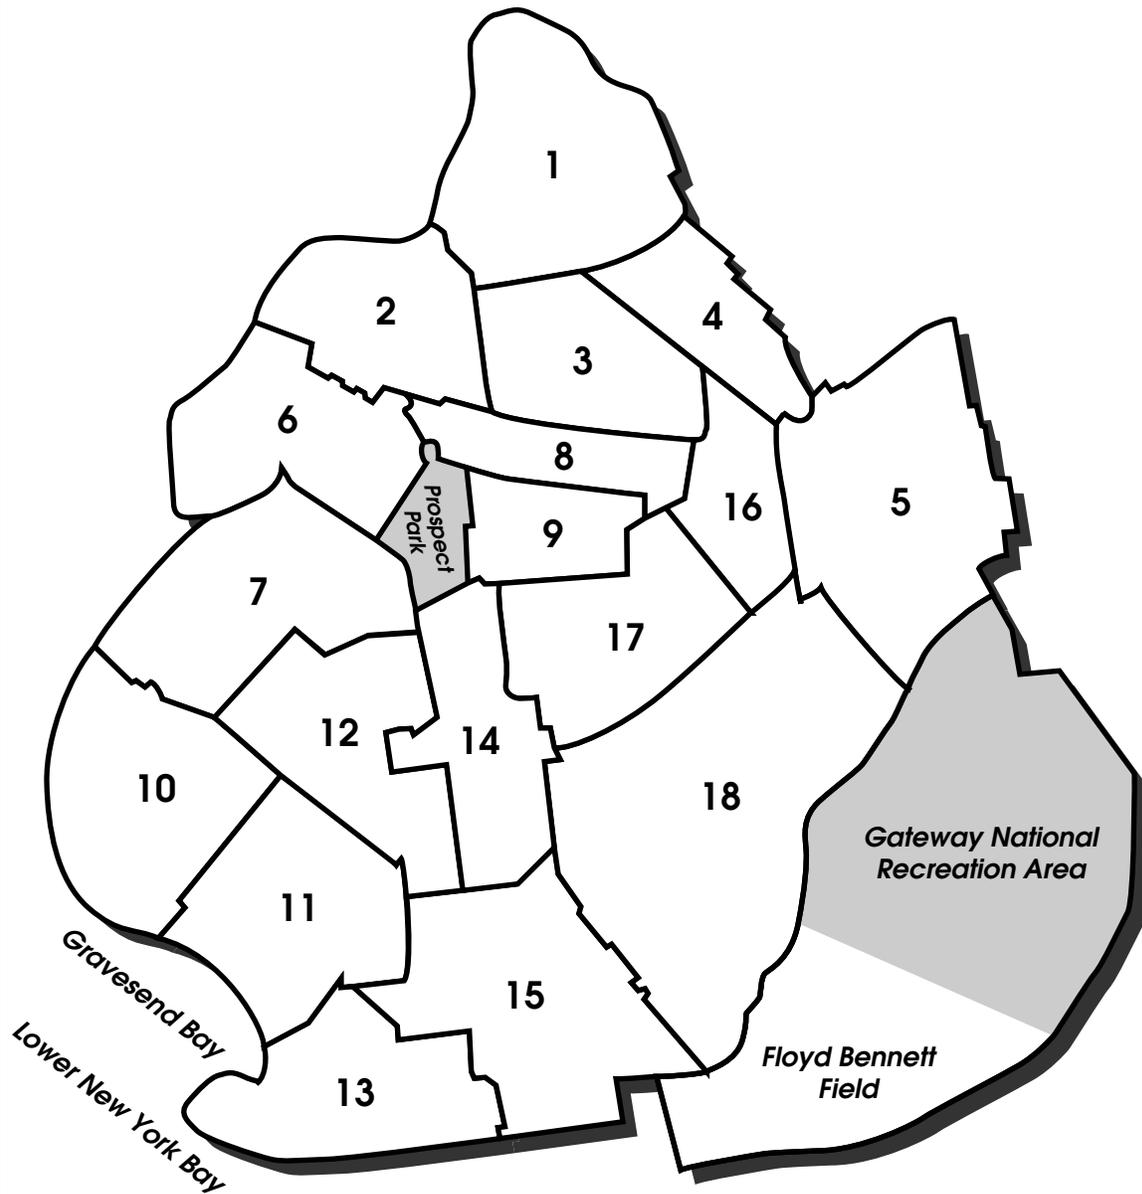 1
2
4
3
6
8
5
16
Prospect
Park
9
7
17
12
14
10
18
Gateway National
Recreation Area
11
Gravesend Bay
15
Lower New York Bay
13
Floyd Bennett
Field